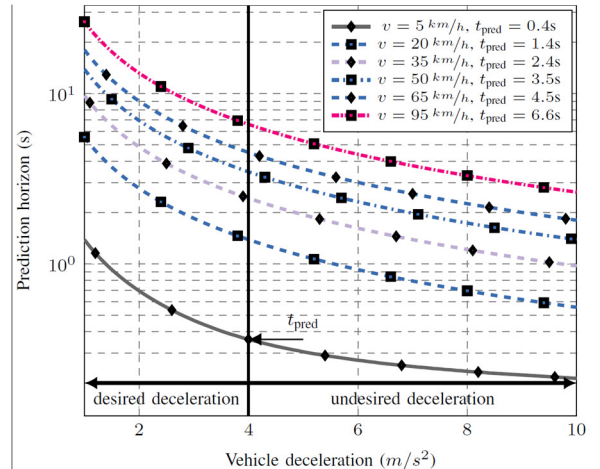 v = 5 km/h, t_pred = 0.4s
v = 20 km/h, t_pred = 1.4s
v = 35 km/h, t_pred = 2.4s
v = 50 km/h, t_pred = 3.5s
v = 65 km/h, t_pred = 4.5s
v = 95 km/h, t_pred = 6.6s
Prediction horizon (s)
10^1
10^0
t_pred
desired deceleration
undesired deceleration
2 4 6 8 10
Vehicle deceleration (m/s^2)